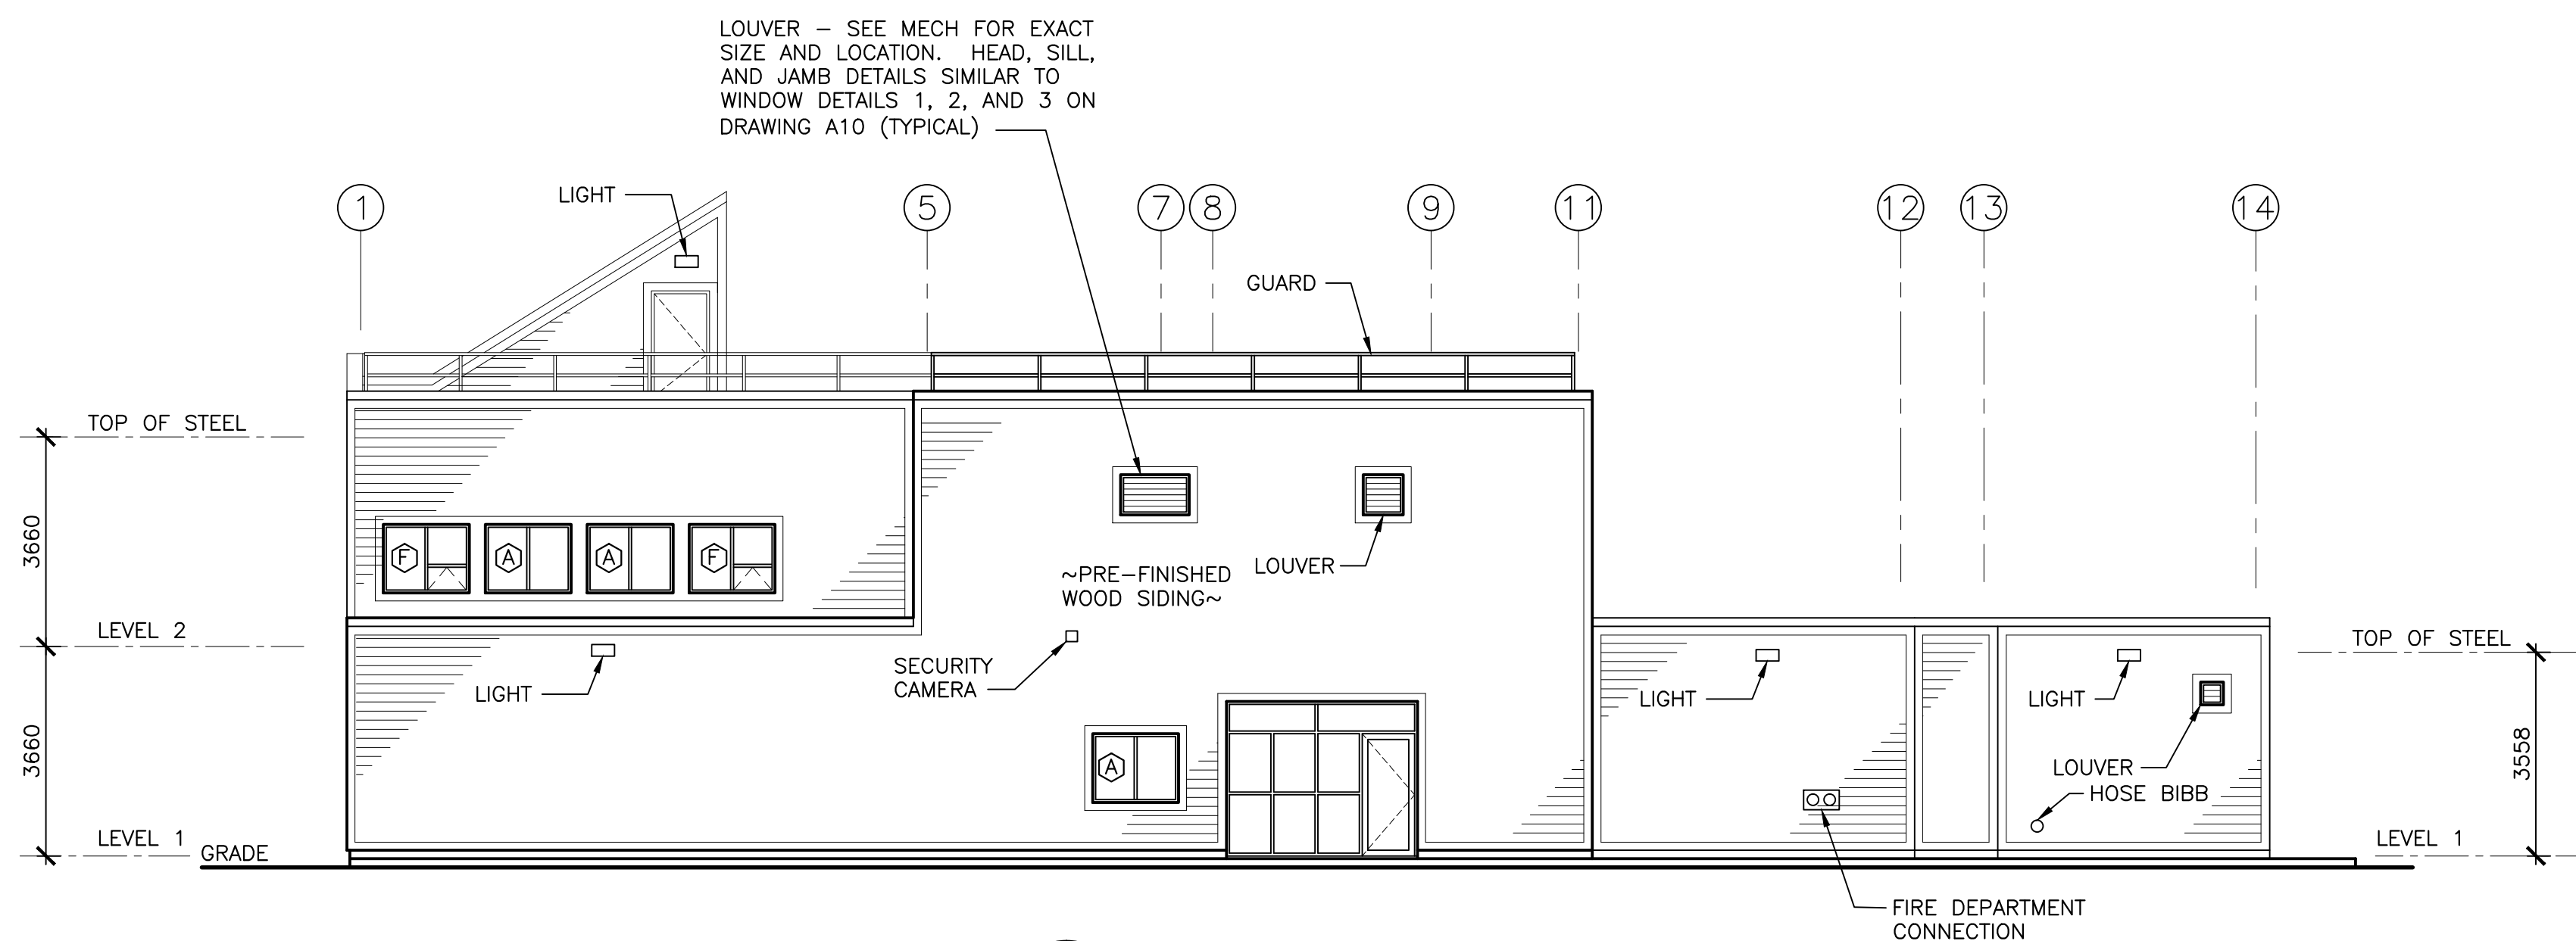 LOUVER – SEE MECH FOR EXACT
SIZE AND LOCATION. HEAD, SILL,
AND JAMB DETAILS SIMILAR TO
WINDOW DETAILS 1, 2, AND 3 ON
DRAWING A10 (TYPICAL)
LIGHT
1
5
7
8
9
11
12
13
14
GUARD
TOP OF STEEL
3660
F
A
A
F
LOUVER
~PRE–FINISHED
WOOD SIDING~
LEVEL 2
TOP OF STEEL
SECURITY
CAMERA
LIGHT
LIGHT
LIGHT
3660
A
3558
LOUVER
HOSE BIBB
LEVEL 1
GRADE
LEVEL 1
FIRE DEPARTMENT
CONNECTION